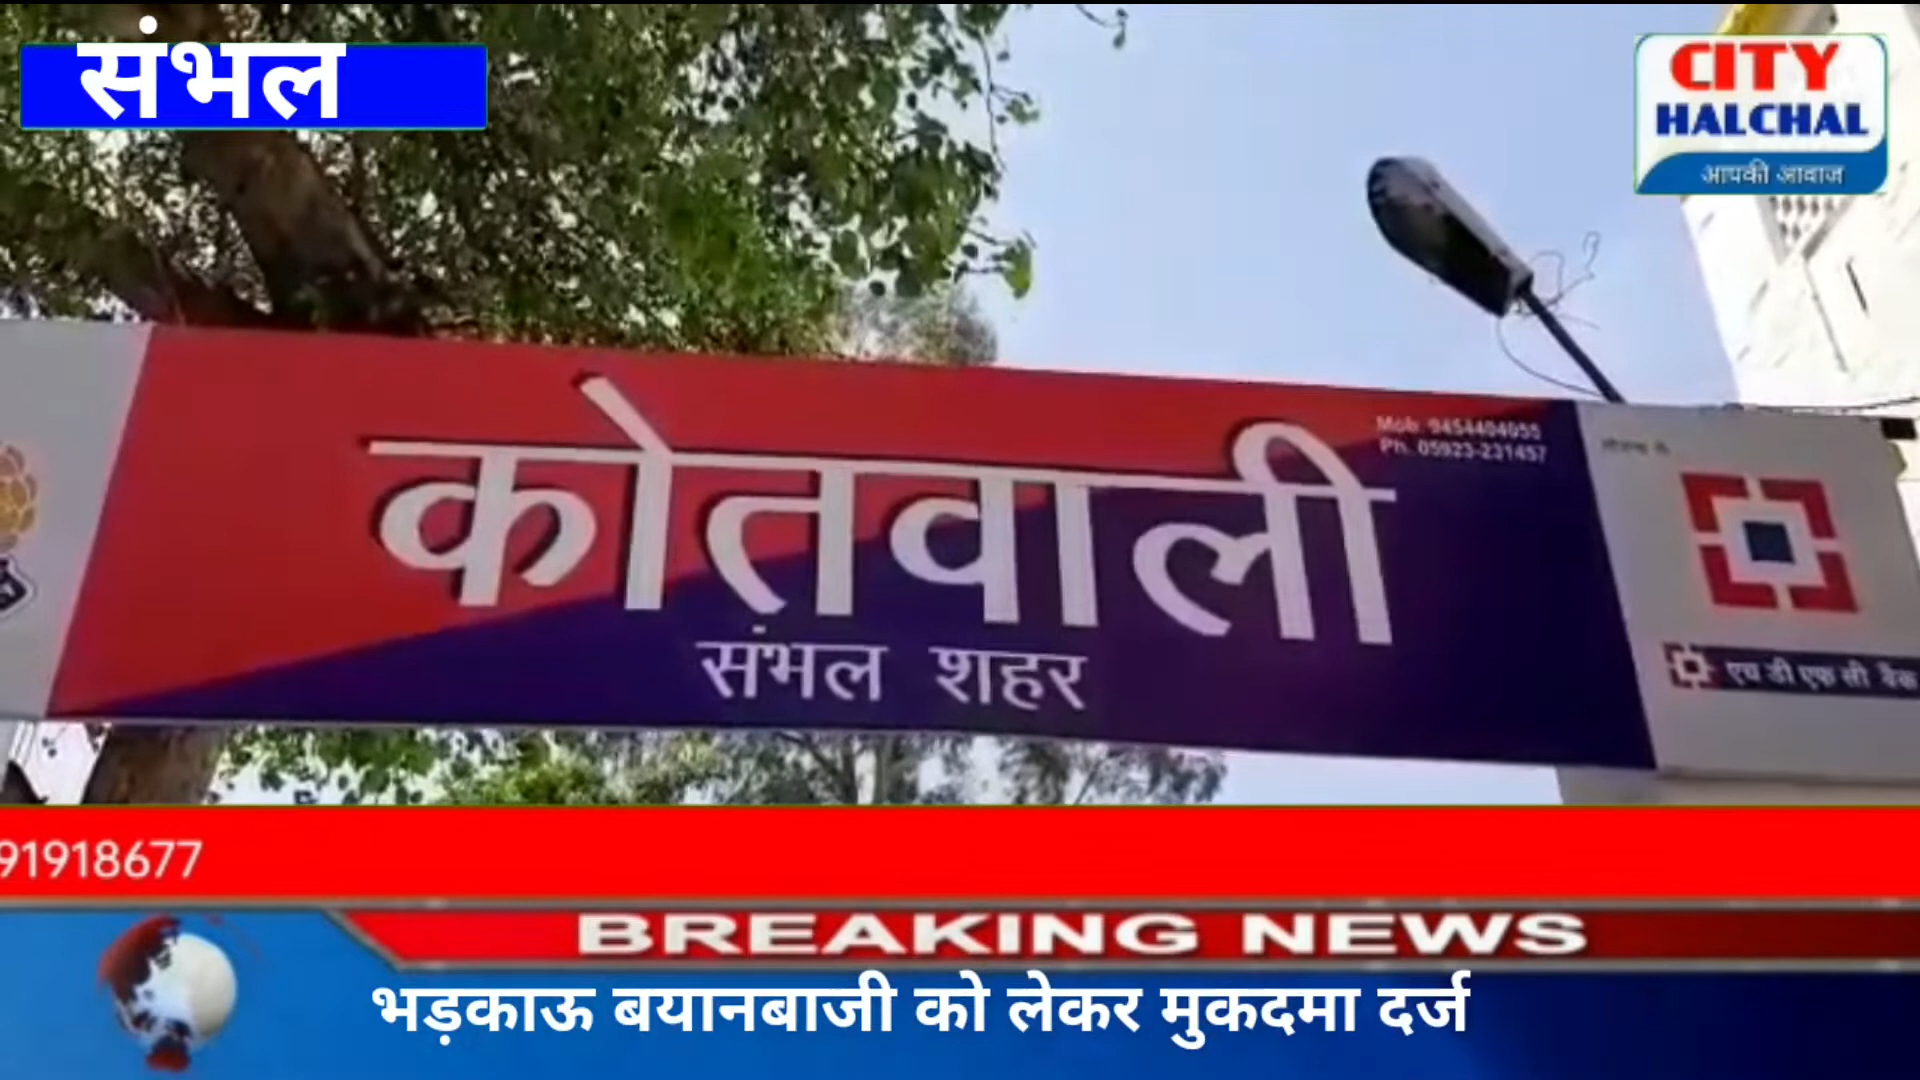 संभल
CITY
HALCHAL
आपकी आवाज
Mob. 9454404055
Ph. 05923-231457
कोतवाली
संभल शहर
एच डी एफ सी बैंक
91918677
BREAKING NEWS
भड़काऊ बयानबाजी को लेकर मुकदमा दर्ज